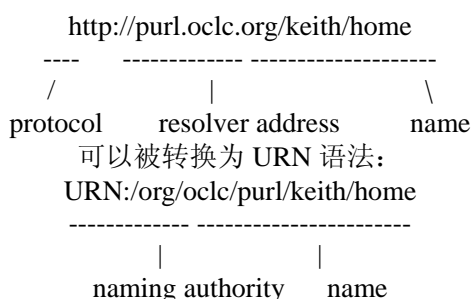 http://purl.oclc.org/keith/home
---- ------------- --------------------
/ | \
protocol resolver address name
可以被转换为 URN 语法：
URN:/org/oclc/purl/keith/home
------------- -----------------------
| |
naming authority name